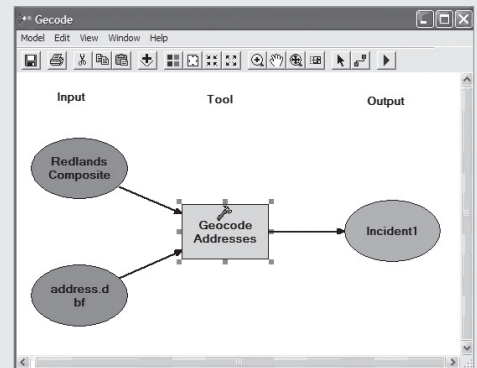 Gecode
Model Edit View Window Help
Input
Tool
Output
Redlands
Composite
Geocode
Addresses
Incident1
address.d
bf